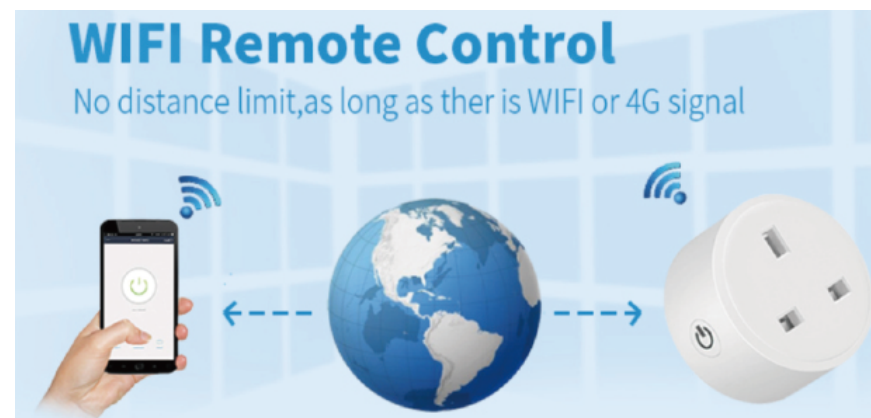 WIFI Remote Control
No distance limit,as long as ther is WIFI or 4G signal